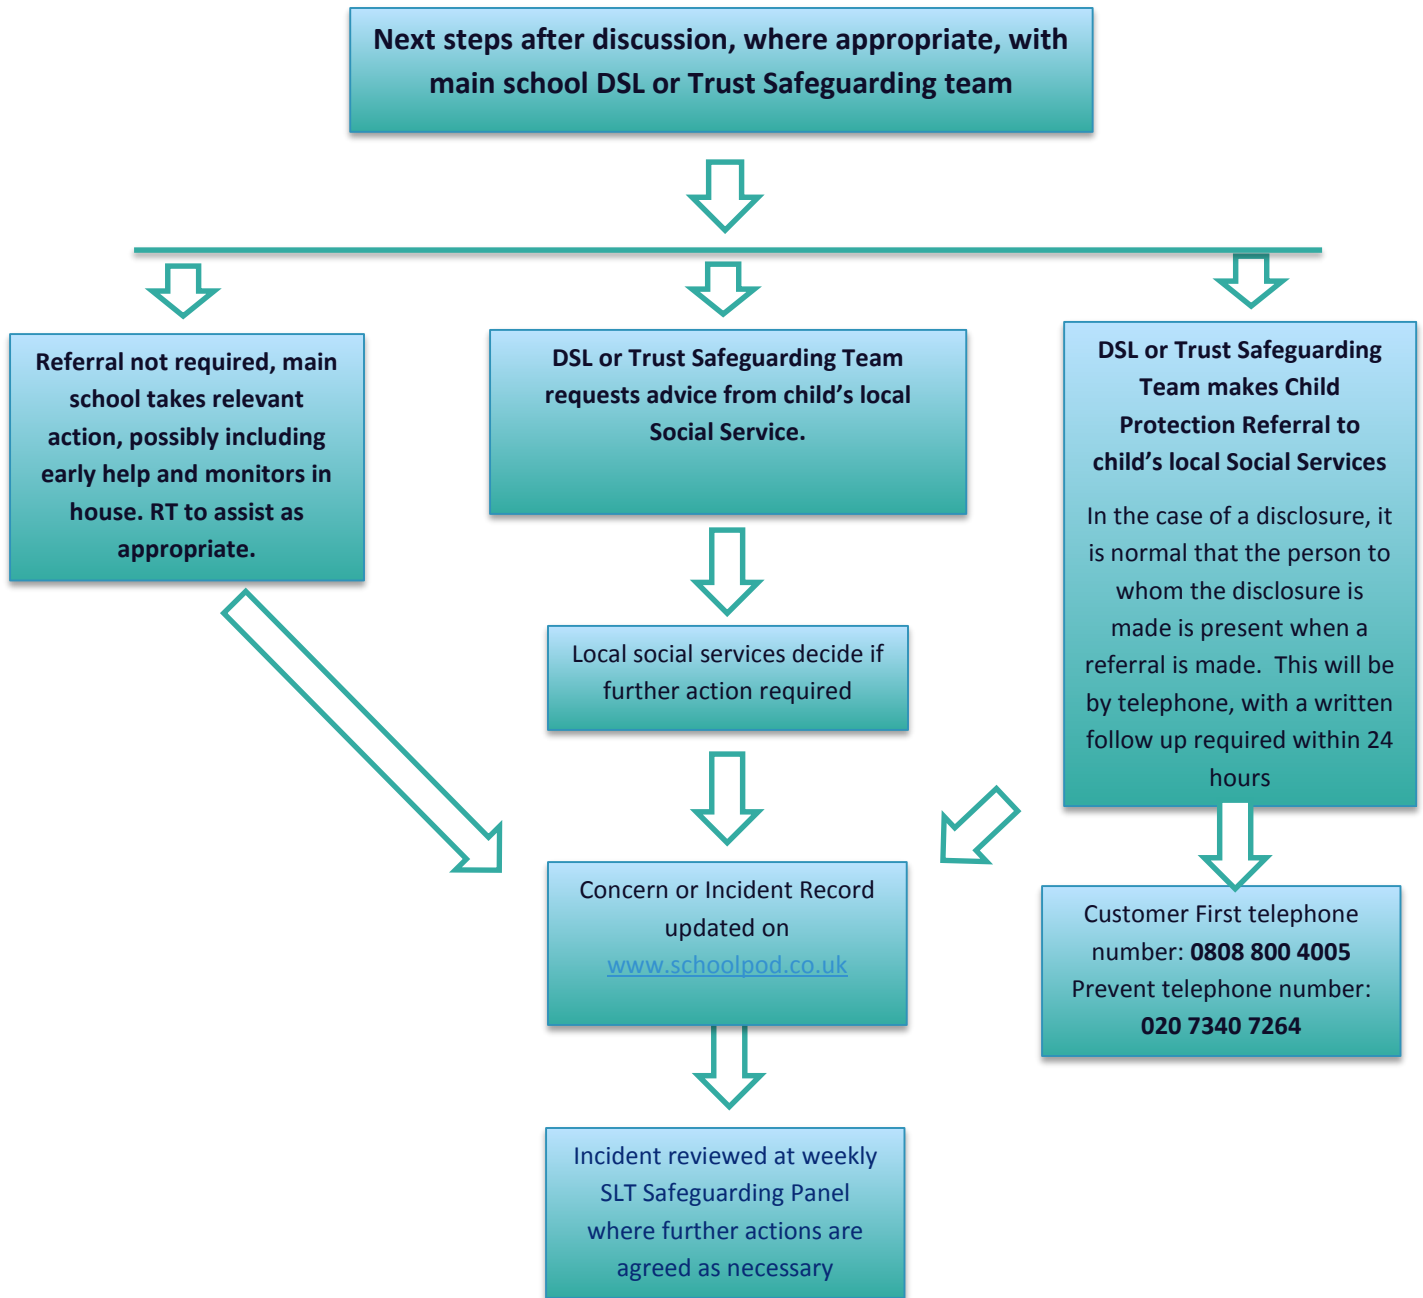 Next steps after discussion, where appropriate, with
main school DSL or Trust Safeguarding team
Referral not required, main
school takes relevant
action, possibly including
early help and monitors in
house. RT to assist as
appropriate.
DSL or Trust Safeguarding Team
requests advice from child’s local
Social Service.
DSL or Trust Safeguarding
Team makes Child
Protection Referral to
child’s local Social Services
In the case of a disclosure, it
is normal that the person to
whom the disclosure is
made is present when a
referral is made.  This will be
by telephone, with a written
follow up required within 24
hours
Local social services decide if
further action required
Concern or Incident Record
updated on
www.schoolpod.co.uk
Customer First telephone
number: 0808 800 4005
Prevent telephone number:
020 7340 7264
Incident reviewed at weekly
SLT Safeguarding Panel
where further actions are
agreed as necessary